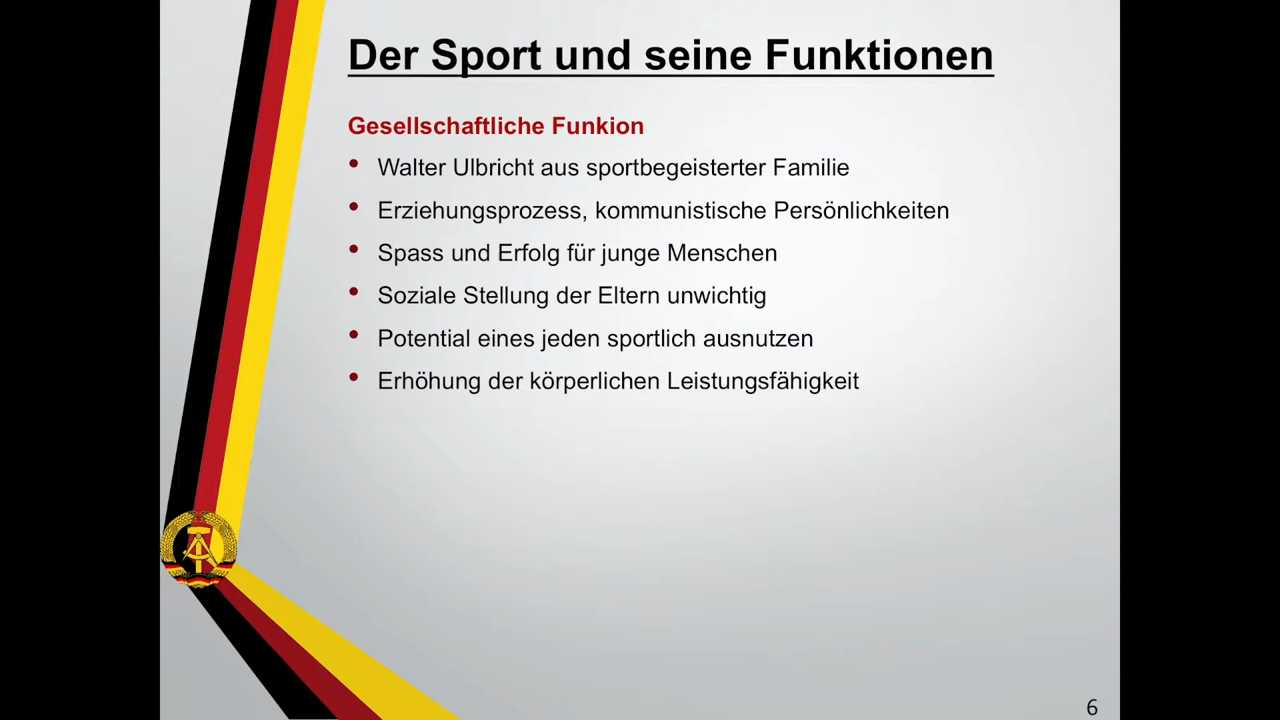 Der Sport und seine Funktionen
Gesellschaftliche Funkion
• Walter Ulbricht aus sportbegeisterter Familie
• Erziehungsprozess, kommunistische Persönlichkeiten
• Spass und Erfolg für junge Menschen
• Soziale Stellung der Eltern unwichtig
• Potential eines jeden sportlich ausnutzen
• Erhöhung der körperlichen Leistungsfähigkeit
6